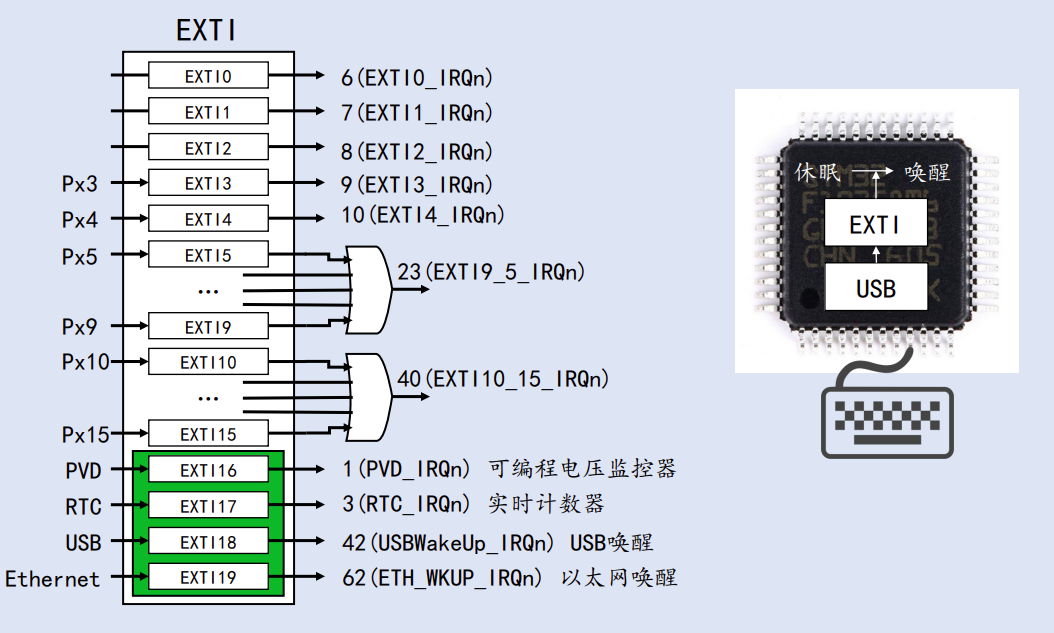 EXTI
EXTI0 6(EXTI0_IRQn)
EXTI1 7(EXTI1_IRQn)
EXTI2 8(EXTI2_IRQn)
Px3 EXTI3 9(EXTI3_IRQn)
Px4 EXTI4 10(EXTI4_IRQn)
Px5 EXTI5
23(EXTI9_5_IRQn)
...
Px9 EXTI9
Px10 EXTI10
40(EXTI10_15_IRQn)
...
Px15 EXTI15
PVD EXTI16 1(PVD_IRQn) 可编程电压监控器
RTC EXTI17 3(RTC_IRQn) 实时计数器
USB EXTI18 42(USBWakeUp_IRQn) USB唤醒
Ethernet EXTI19 62(ETH_WKUP_IRQn) 以太网唤醒
休眠 唤醒
EXTI
USB